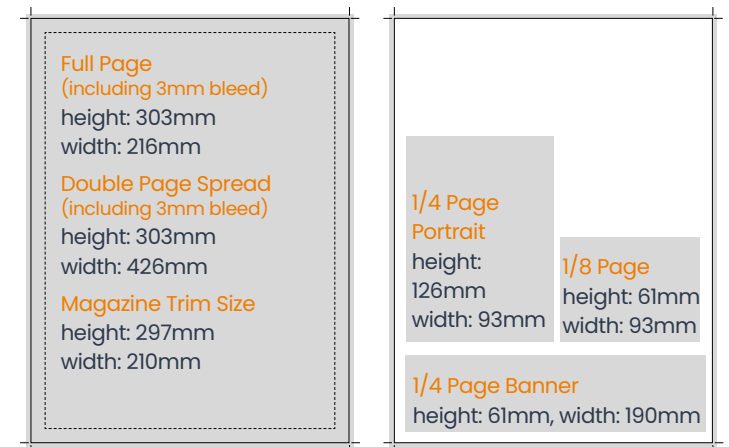 Full Page
(including 3mm bleed)
height: 303mm
width: 216mm
Double Page Spread
(including 3mm bleed)
height: 303mm
width: 426mm
Magazine Trim Size
height: 297mm
width: 210mm
1/4 Page
Portrait
height:
126mm
width: 93mm
1/8 Page
height: 61mm
width: 93mm
1/4 Page Banner
height: 61mm, width: 190mm